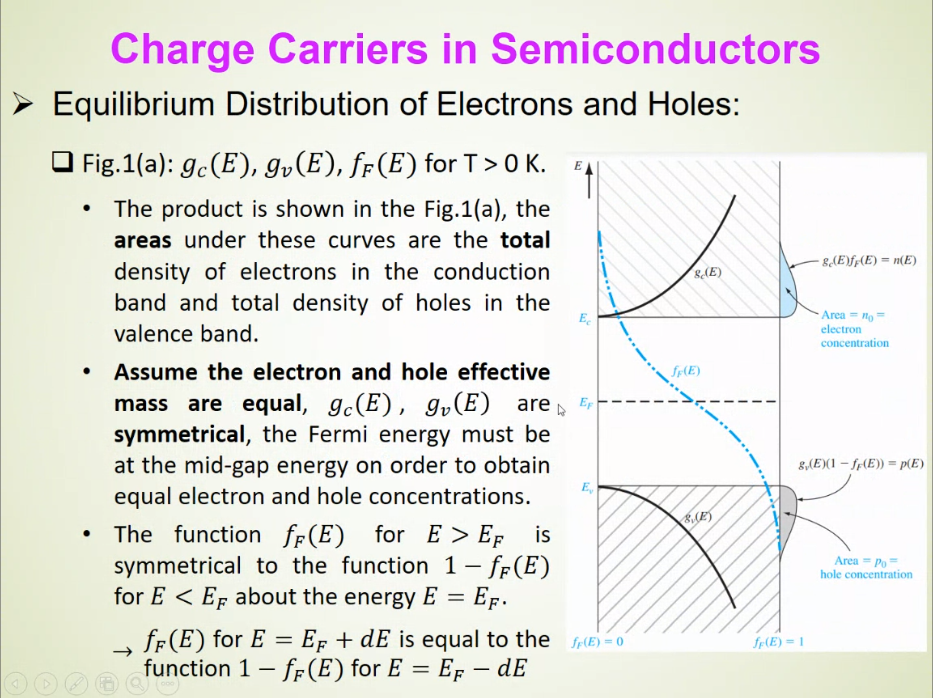 Charge Carriers in Semiconductors
➢ Equilibrium Distribution of Electrons and Holes:
❑ Fig.1(a): g_c(E), g_v(E), f_F(E) for T > 0 K.
• The product is shown in the Fig.1(a), the
areas under these curves are the total
density of electrons in the conduction
band and total density of holes in the
valence band.
• Assume the electron and hole effective
mass are equal, g_c(E), g_v(E) are
symmetrical, the Fermi energy must be
at the mid-gap energy on order to obtain
equal electron and hole concentrations.
• The function f_F(E) for E > E_F is
symmetrical to the function 1 − f_F(E)
for E < E_F about the energy E = E_F.
→ f_F(E) for E = E_F + dE is equal to the
function 1 − f_F(E) for E = E_F − dE
E
g_c(E)f_F(E) = n(E)
g_c(E)
E_c
Area = n_0 =
electron
concentration
f_F(E)
E_F
g_v(E)(1 − f_F(E)) = p(E)
E_v
g_v(E)
Area = p_0 =
hole concentration
f_F(E) = 0
f_F(E) = 1